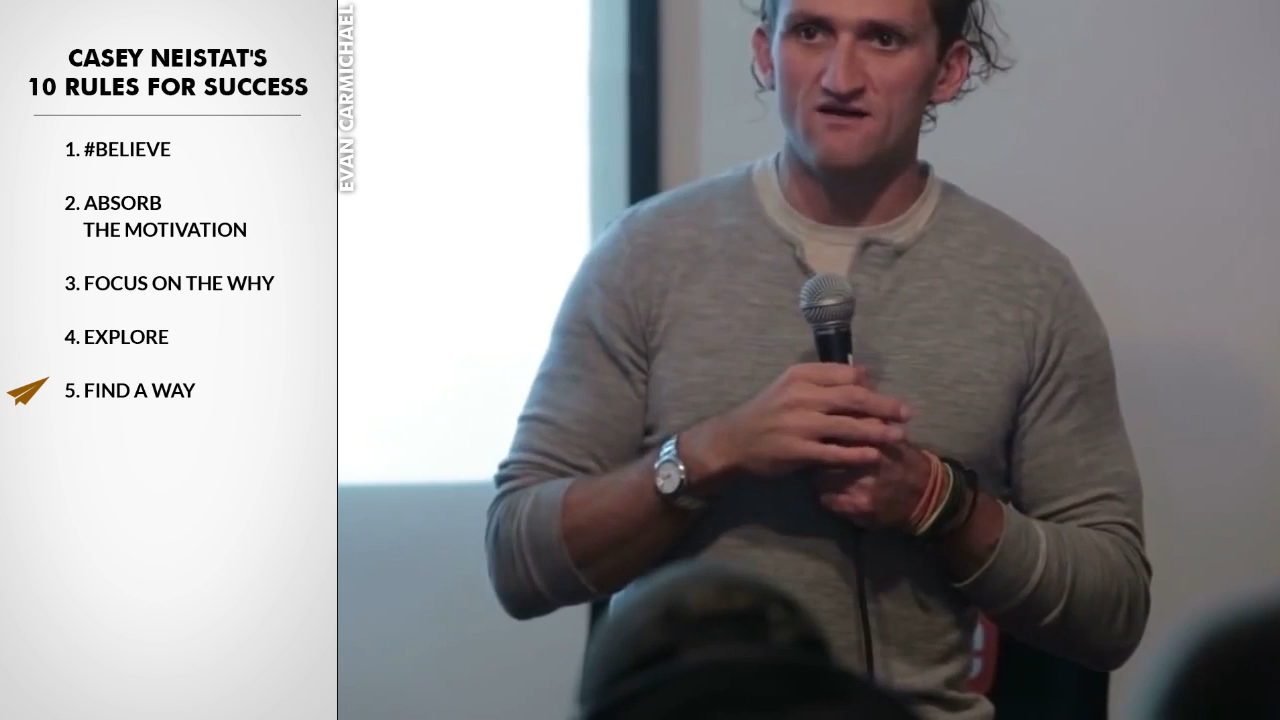 CASEY NEISTAT'S
10 RULES FOR SUCCESS
1. #BELIEVE
2. ABSORB
THE MOTIVATION
3. FOCUS ON THE WHY
4. EXPLORE
5. FIND A WAY
EVAN CARMICHAEL